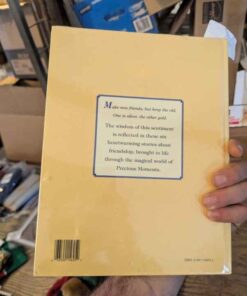 Make new friends, but keep the old.
One is silver, the other gold.
The wisdom of this sentiment
is reflected in these six
heartwarming stories about
friendship, brought to life
through the magical world of
Precious Moments.